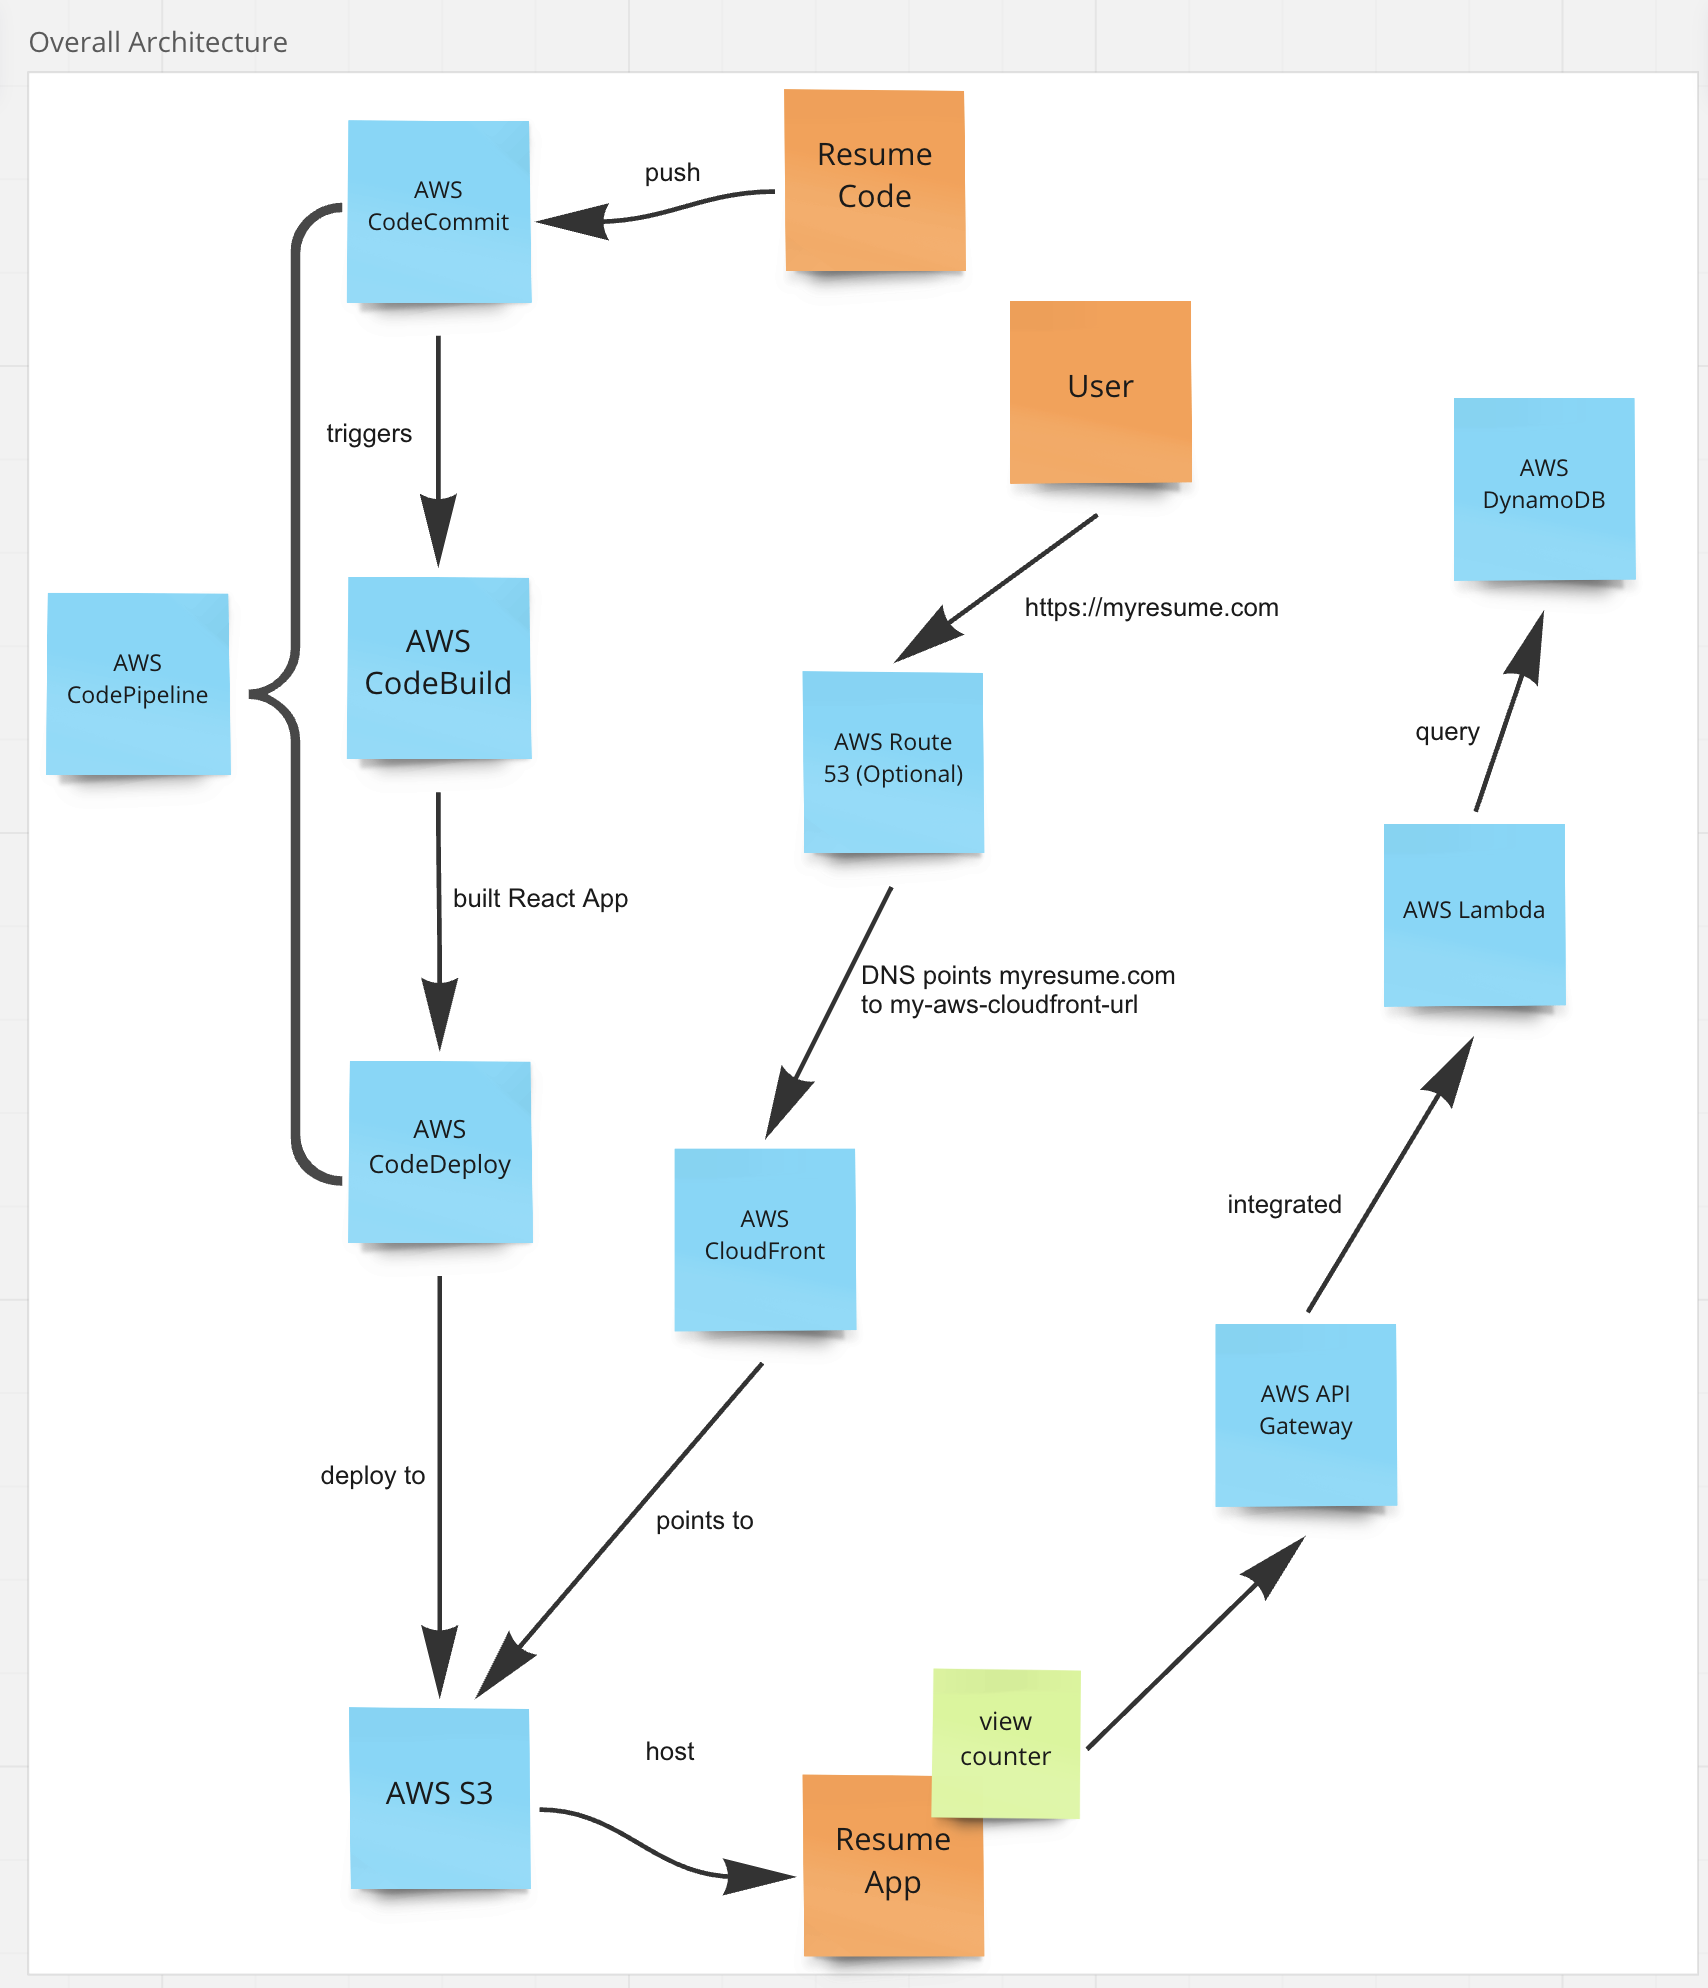 Overall Architecture
Resume
Code
push
AWS
CodeCommit
User
triggers
AWS
DynamoDB
https://myresume.com
AWS
CodeBuild
AWS
CodePipeline
query
AWS Route
53 (Optional)
built React App
AWS Lambda
DNS points myresume.com
to my-aws-cloudfront-url
AWS
CodeDeploy
integrated
AWS
CloudFront
AWS API
Gateway
deploy to
points to
view
counter
host
AWS S3
Resume
App